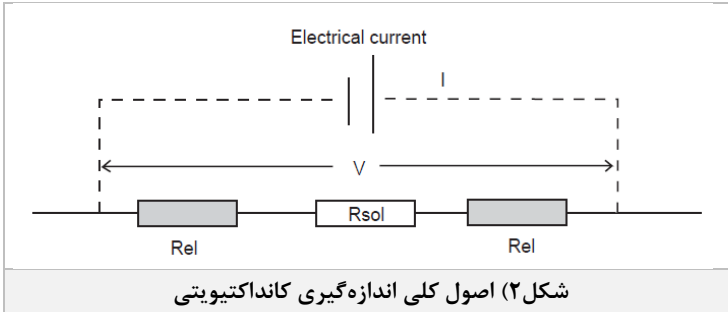 Electrical current
I
V
Rsol
Rel
Rel
شکل۲) اصول کلی اندازه‌گیری کانداکتیویتی